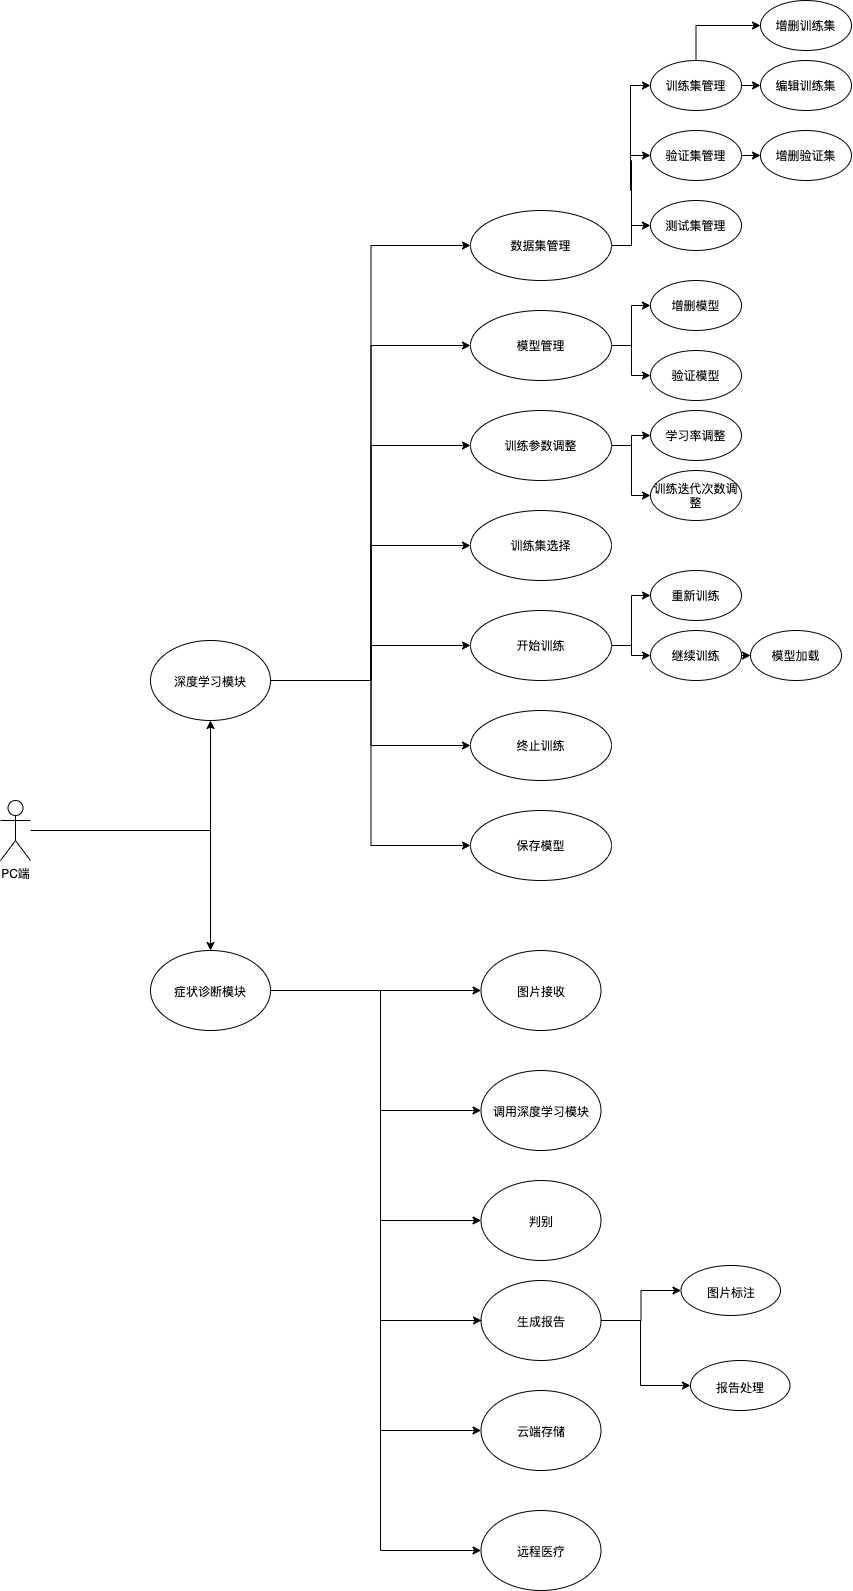 增删训练集
训练集管理
编辑训练集
验证集管理
增删验证集
测试集管理
数据集管理
增删模型
模型管理
验证模型
学习率调整
训练参数调整
训练迭代次数调
整
训练集选择
重新训练
开始训练
继续训练
模型加载
深度学习模块
终止训练
保存模型
PC端
症状诊断模块
图片接收
调用深度学习模块
判别
图片标注
生成报告
报告处理
云端存储
远程医疗